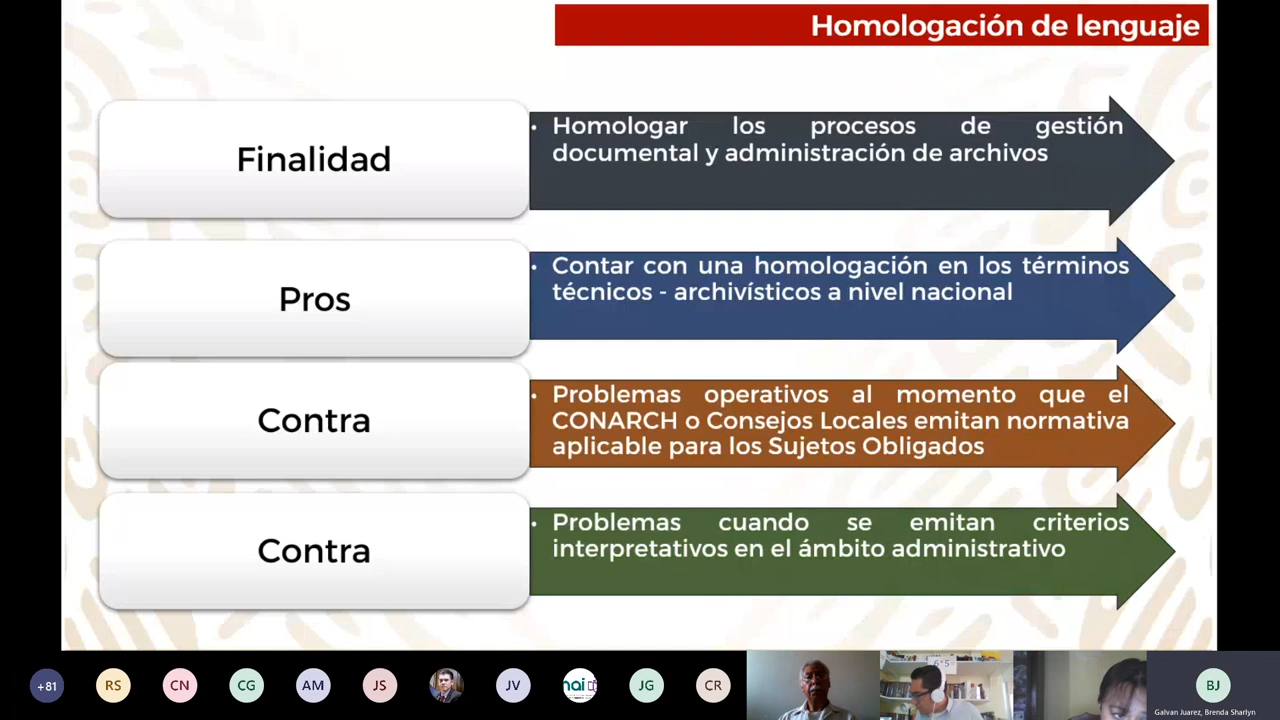 Homologación de lenguaje
Finalidad
• Homologar los procesos de gestión
documental y administración de archivos
Pros
• Contar con una homologación en los términos
técnicos - archivísticos a nivel nacional
Contra
• Problemas operativos al momento que el
CONARCH o Consejos Locales emitan normativa
aplicable para los Sujetos Obligados
Contra
• Problemas cuando se emitan criterios
interpretativos en el ámbito administrativo
+81 RS CN CG AM JS JV nai JG CR BJ
Galvan Juarez, Brenda Sharlyn